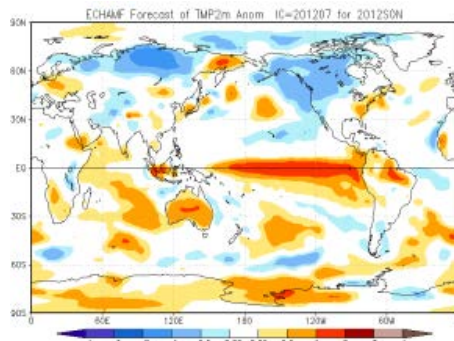 ECHAMF Forecast of TMP2m Anom IC=201207 for 2012SON
90N
60N
30N
EQ
30S
60S
90S
0 60E 120E 180 120W 60W